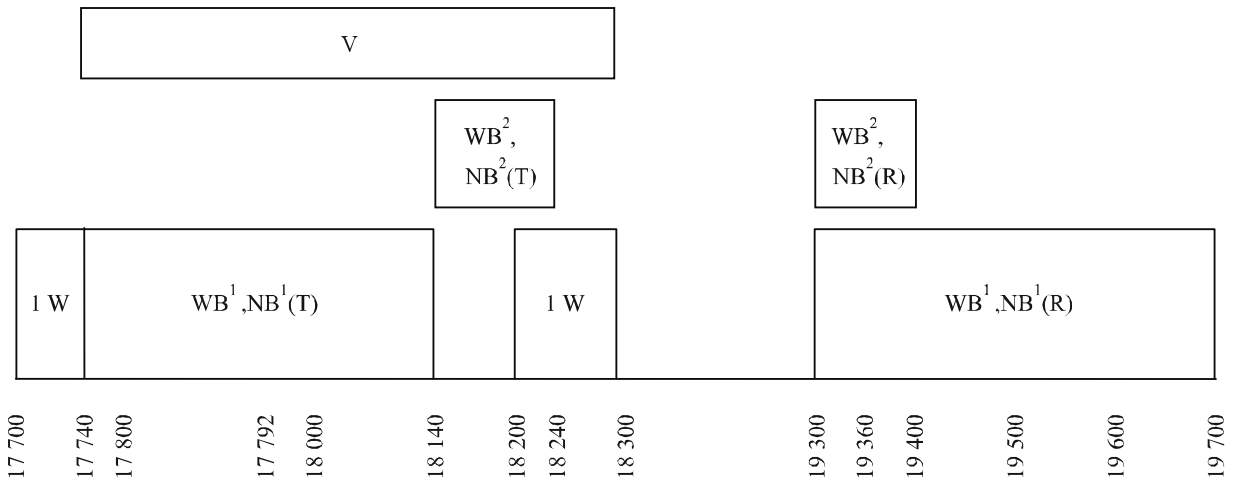 V
WB²,
NB²(T)
WB²,
NB²(R)
1 W
WB¹,NB¹(T)
1 W
WB¹,NB¹(R)
17 700
17 740
17 800
17 792
18 000
18 140
18 200
18 240
18 300
19 300
19 360
19 400
19 500
19 600
19 700